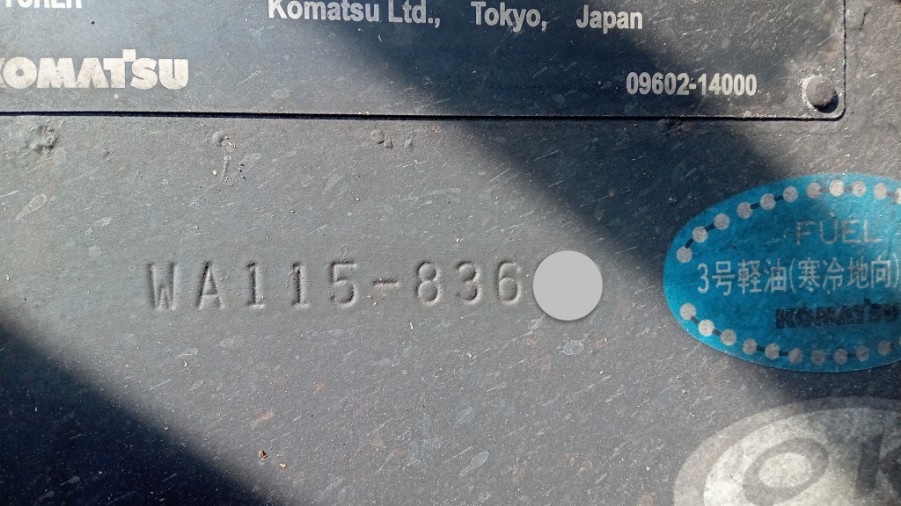 Komatsu Ltd., Tokyo, Japan
KOMATSU
09602-14000
WA115-836
FUEL
3号軽油(寒冷地向)
KOMATSU
OK